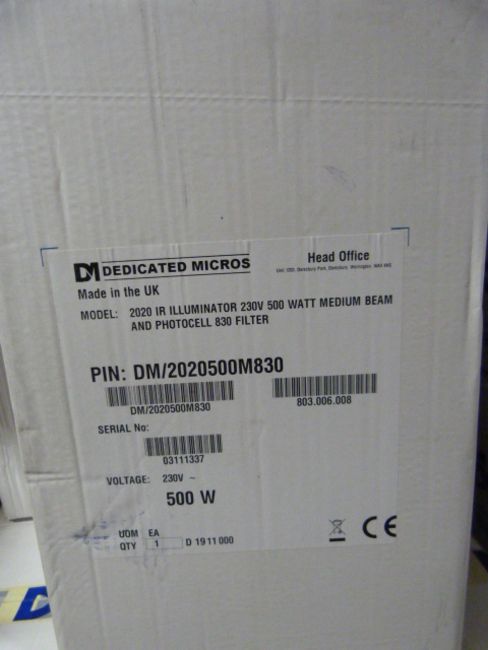 DM DEDICATED MICROS
Head Office
Made in the UK
MODEL: 2020 IR ILLUMINATOR 230V 500 WATT MEDIUM BEAM
AND PHOTOCELL 830 FILTER
PIN: DM/2020500M830
DM/2020500M830
803.006.008
SERIAL No:
03111337
VOLTAGE: 230V ~
500 W
UOM EA
QTY 1 D 1911000
CE